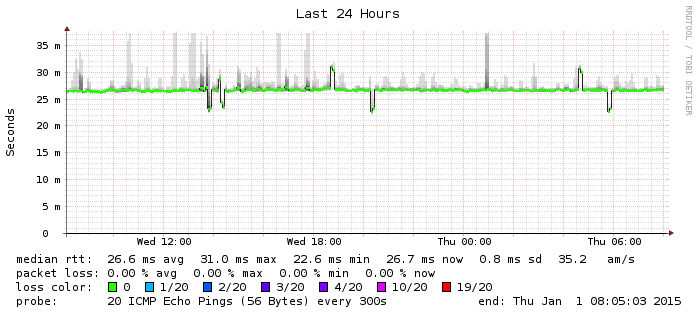 Last 24 Hours
RRDTOOL / TOBI OETIKER
Seconds
35 m
30 m
25 m
20 m
15 m
10 m
5 m
0
Wed 12:00 Wed 18:00 Thu 00:00 Thu 06:00
median rtt: 26.6 ms avg 31.0 ms max 22.6 ms min 26.7 ms now 0.8 ms sd 35.2 am/s
packet loss: 0.00 % avg 0.00 % max 0.00 % min 0.00 % now
loss color: 0 1/20 2/20 3/20 4/20 10/20 19/20
probe: 20 ICMP Echo Pings (56 Bytes) every 300s end: Thu Jan 1 08:05:03 2015